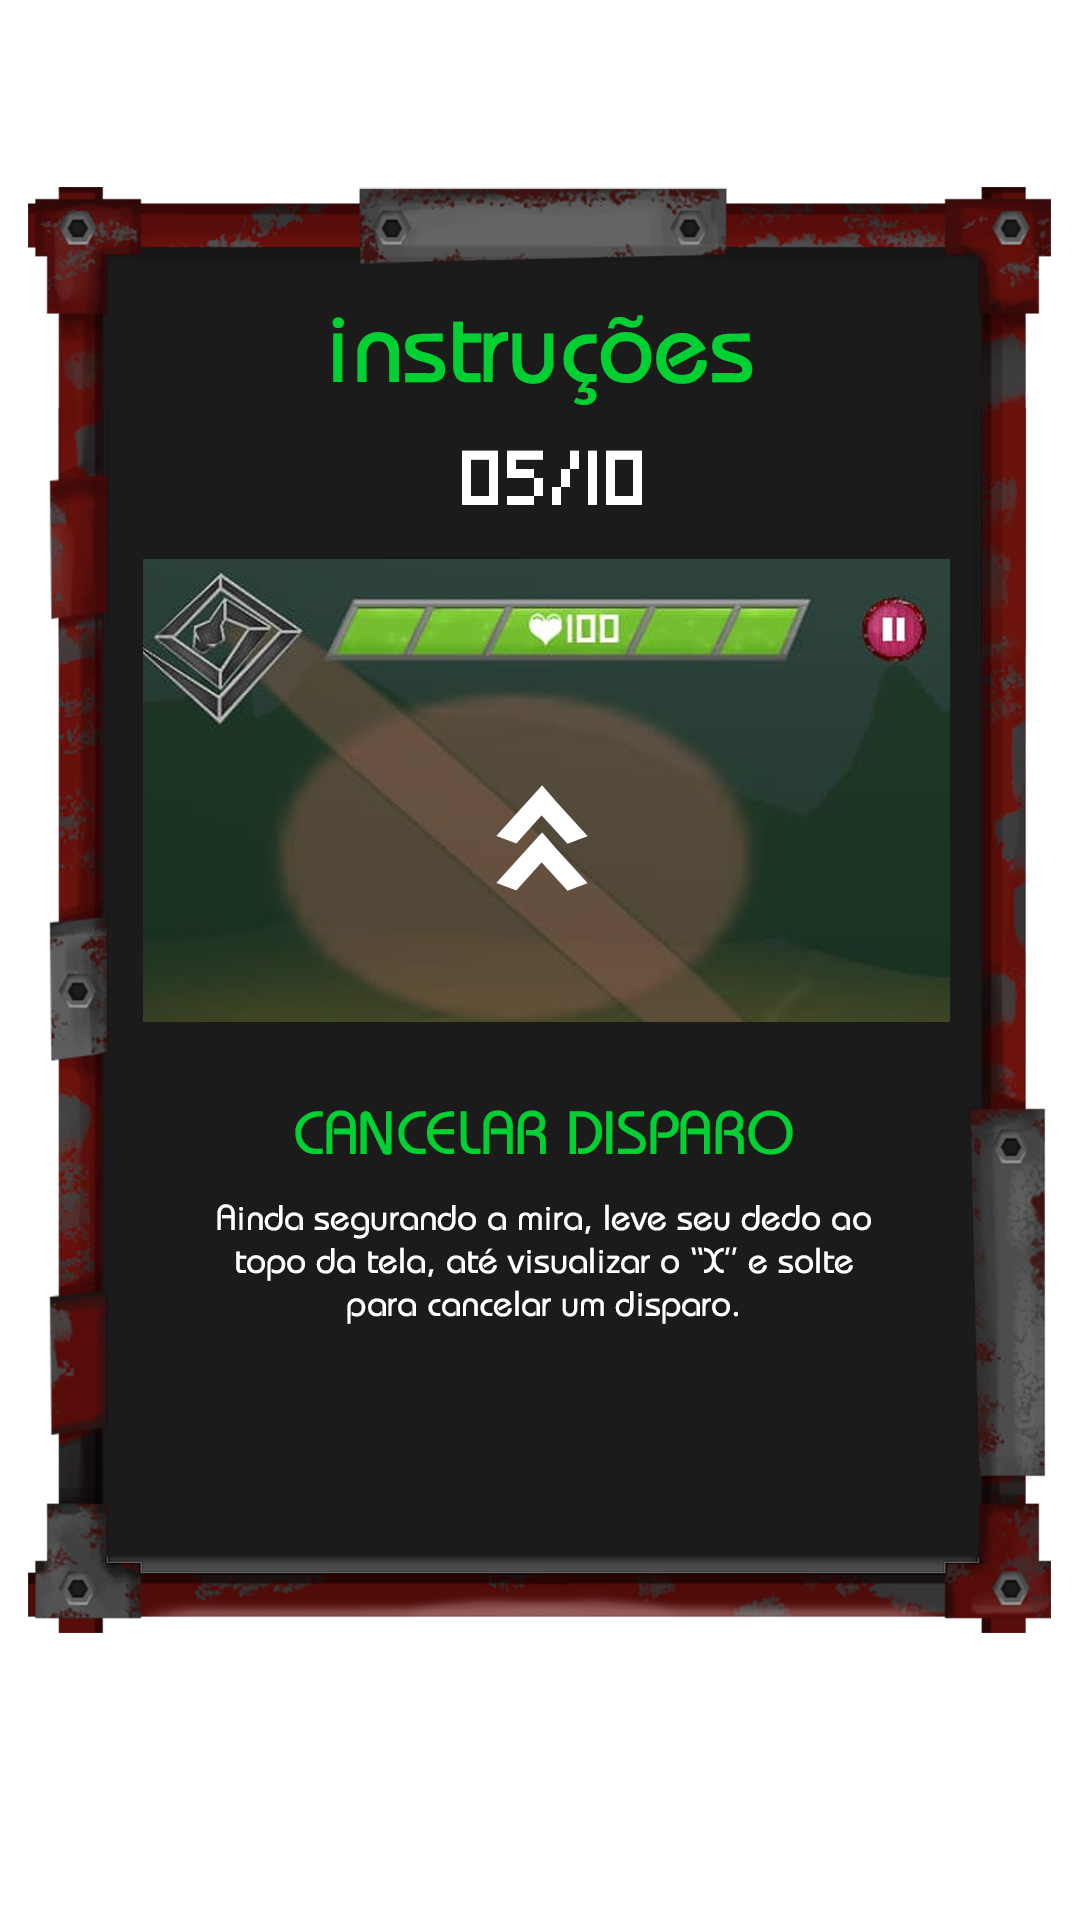 instruções
05/10
100
CANCELAR DISPARO
Ainda segurando a mira, leve seu dedo ao
topo da tela, até visualizar o “X” e solte
para cancelar um disparo.